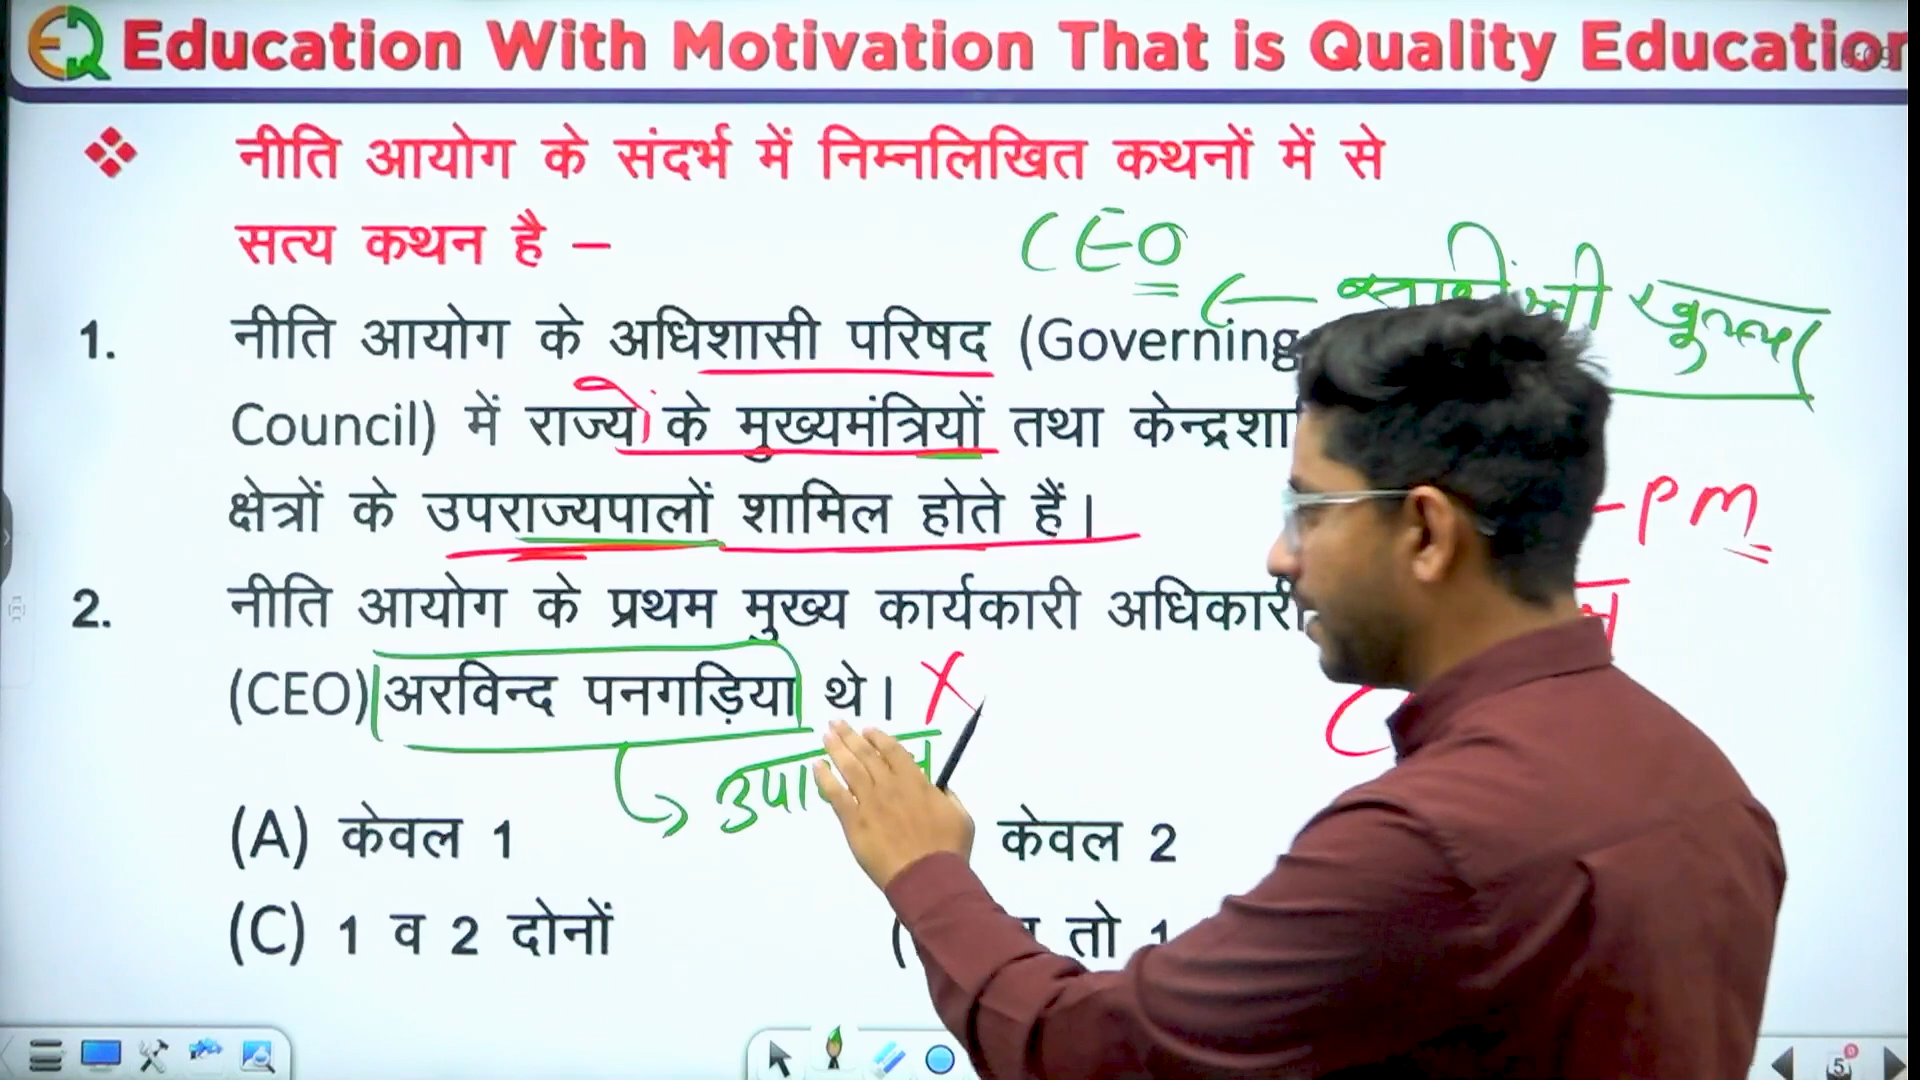 Education With Motivation That is Quality Education
नीति आयोग के संदर्भ में निम्नलिखित कथनों में से
सत्य कथन है –
CEO
1. नीति आयोग के अधिशासी परिषद (Governing
Council) में राज्यों के मुख्यमंत्रियों तथा केन्द्रशा
क्षेत्रों के उपराज्यपालों शामिल होते हैं।
PM
2. नीति आयोग के प्रथम मुख्य कार्यकारी अधिकारी
(CEO) अरविन्द पनगड़िया थे। X
(A) केवल 1
केवल 2
(C) 1 व 2 दोनों
तो 1
5